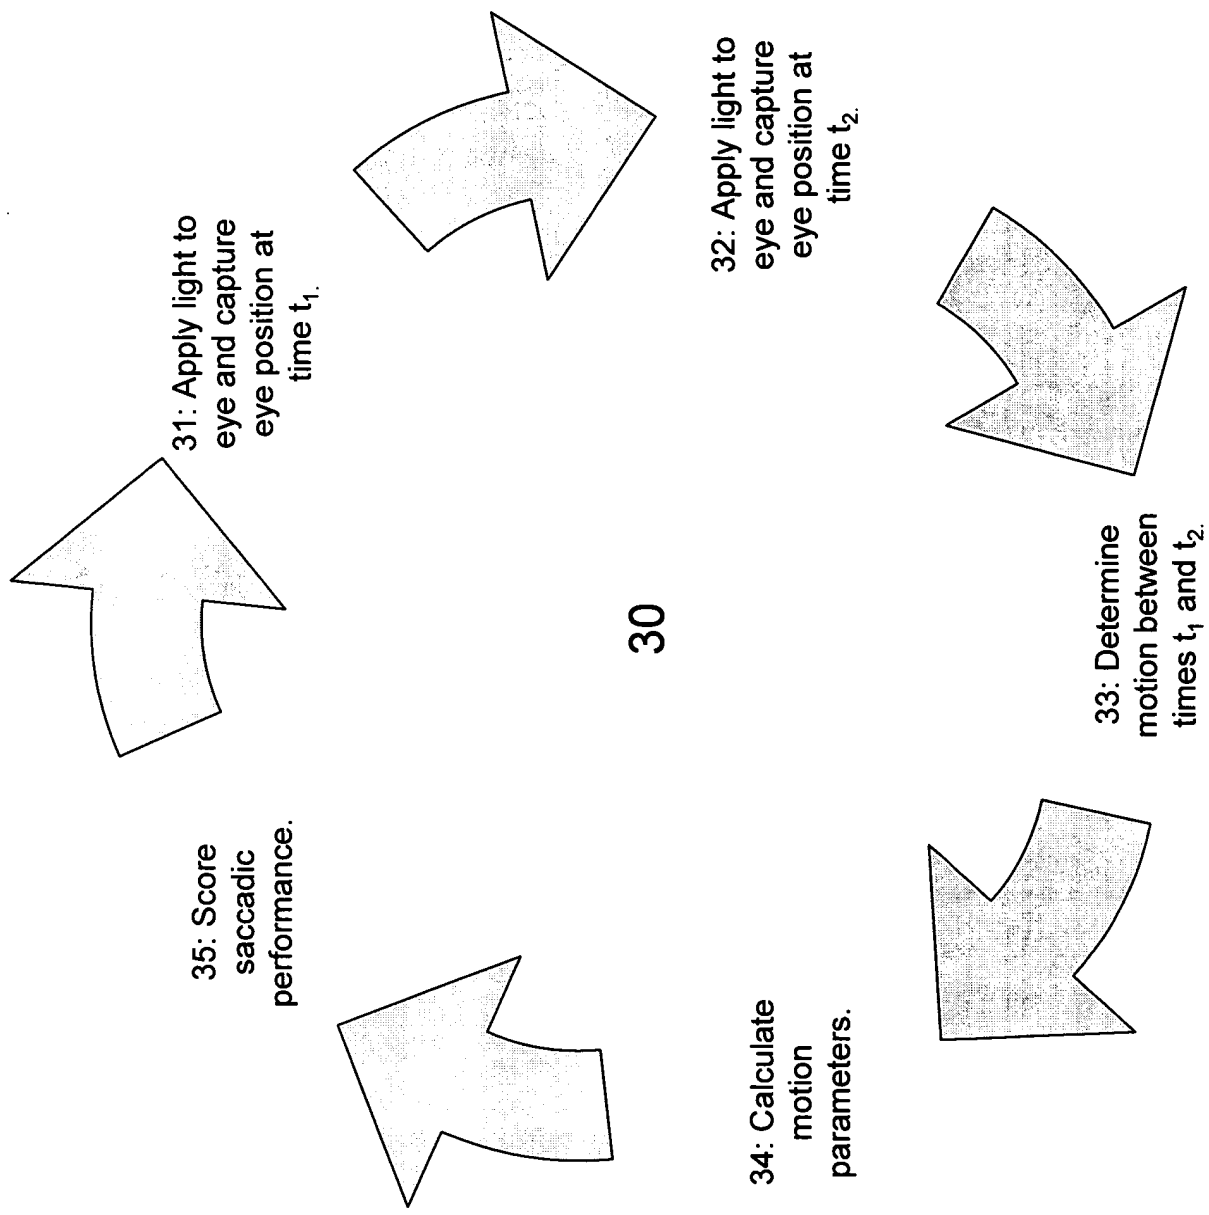 31: Apply light to
eye and capture
eye position at
time t₁.
32: Apply light to
eye and capture
eye position at
time t₂.
33: Determine
motion between
times t₁ and t₂.
34: Calculate
motion
parameters.
35: Score
saccadic
performance.
30